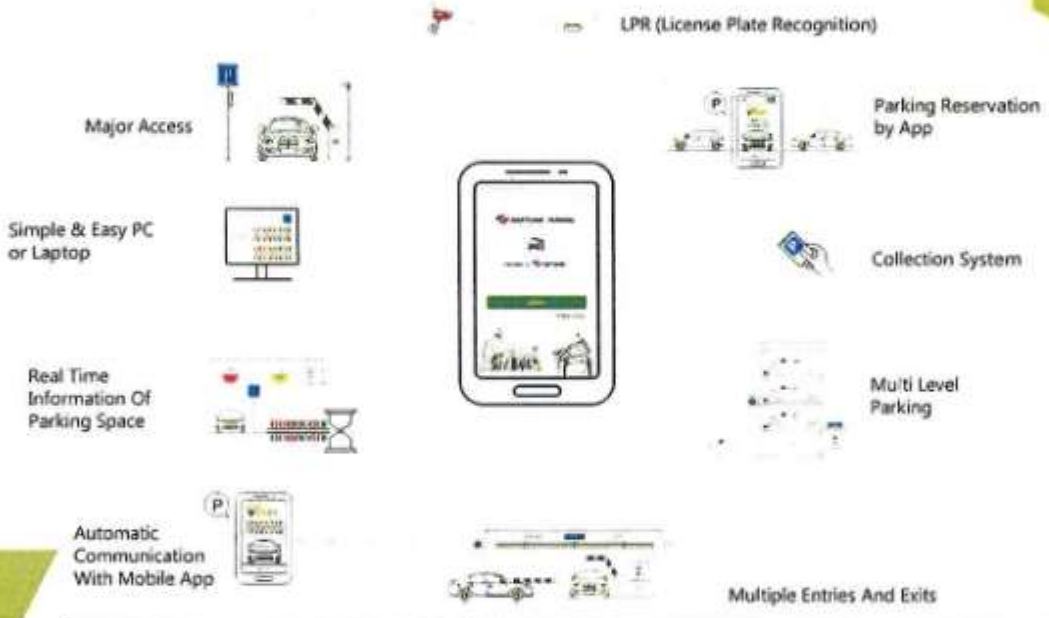 LPR (License Plate Recognition)
Major Access
P
Parking Reservation
by App
Simple & Easy PC
or Laptop
PARKING
Collection System
Real Time
Information Of
Parking Space
Multi Level
Parking
P
Automatic
Communication
With Mobile App
Multiple Entries And Exits